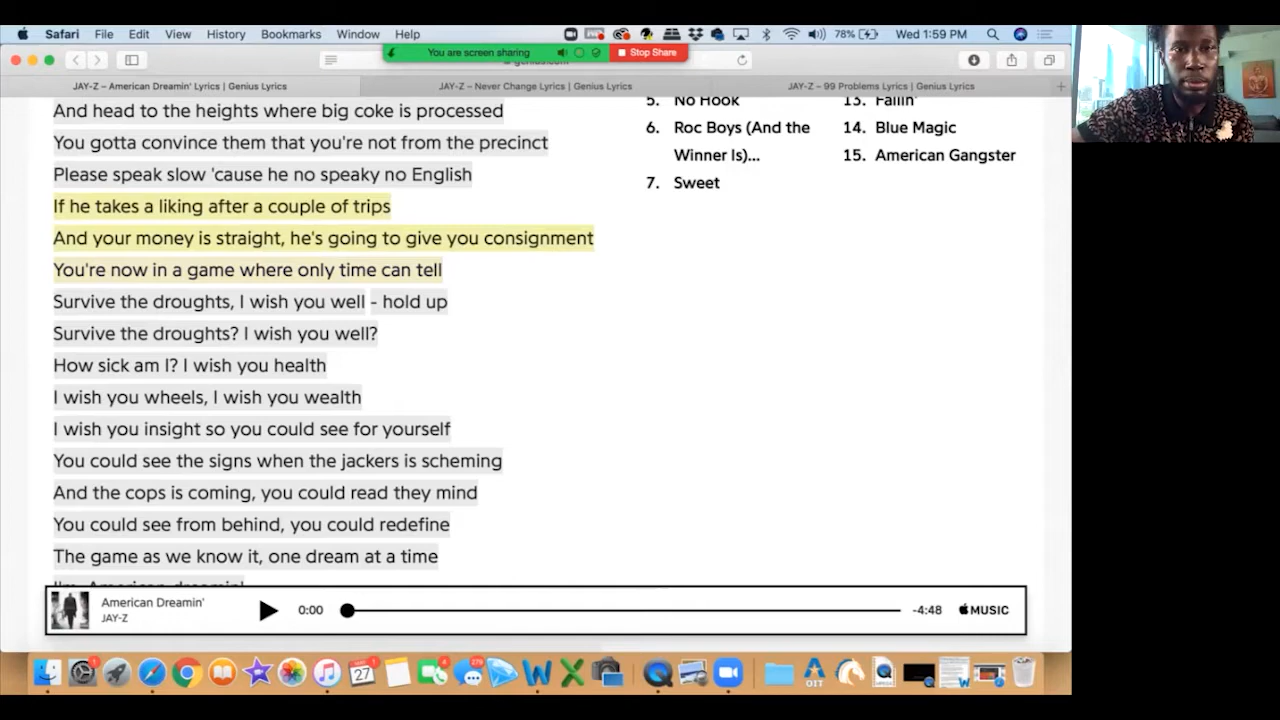 Safari File Edit View History Bookmarks Window Help 78% Wed 1:59 PM
You are screen sharing Stop Share
JAY-Z – American Dreamin' Lyrics | Genius Lyrics JAY-Z – Never Change Lyrics | Genius Lyrics JAY-Z – 99 Problems Lyrics | Genius Lyrics
And head to the heights where big coke is processed
You gotta convince them that you're not from the precinct
Please speak slow 'cause he no speaky no English
If he takes a liking after a couple of trips
And your money is straight, he's going to give you consignment
You're now in a game where only time can tell
Survive the droughts, I wish you well - hold up
Survive the droughts? I wish you well?
How sick am I? I wish you health
I wish you wheels, I wish you wealth
I wish you insight so you could see for yourself
You could see the signs when the jackers is scheming
And the cops is coming, you could read they mind
You could see from behind, you could redefine
The game as we know it, one dream at a time
I'm American dreamin'
5. No Hook
6. Roc Boys (And the
Winner Is)...
7. Sweet
13. Fallin'
14. Blue Magic
15. American Gangster
American Dreamin'
JAY-Z
0:00
-4:48
MUSIC
27
OIT